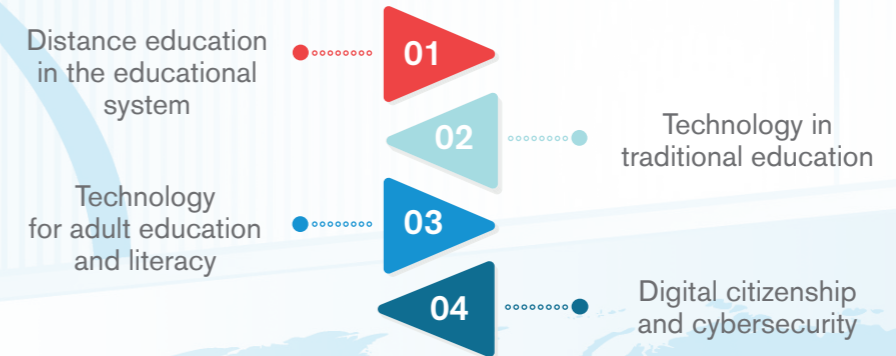 Distance education
in the educational
system
01
02
Technology in
traditional education
Technology
for adult education
and literacy
03
04
Digital citizenship
and cybersecurity